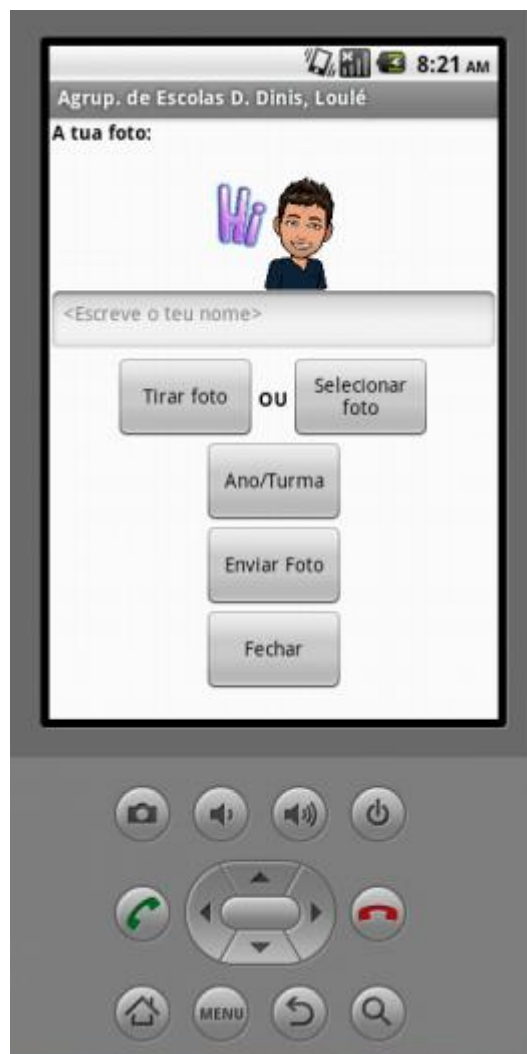 8:21 AM
Agrup. de Escolas D. Dinis, Loulé
A tua foto:
Hi
<Escreve o teu nome>
Tirar foto OU Selecionar foto
Ano/Turma
Enviar Foto
Fechar
MENU